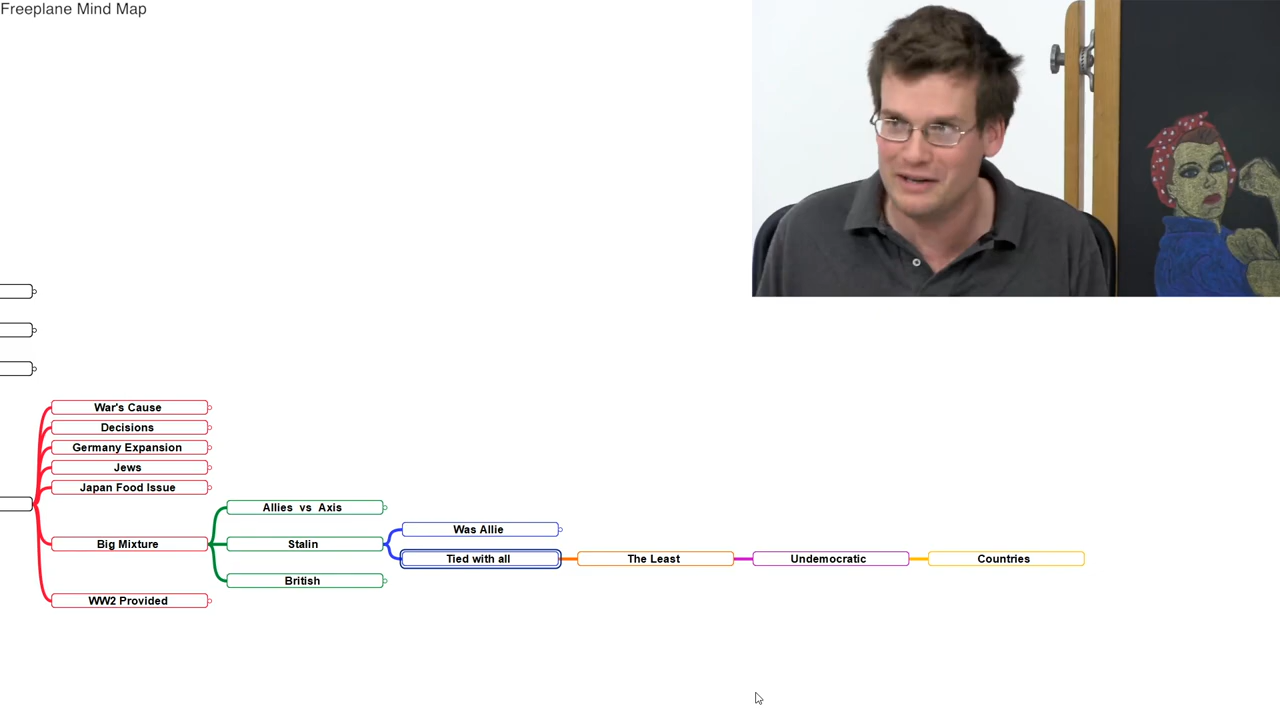 Freeplane Mind Map
War's Cause
Decisions
Germany Expansion
Jews
Japan Food Issue
Big Mixture
WW2 Provided
Allies vs Axis
Stalin
British
Was Allie
Tied with all
The Least
Undemocratic
Countries